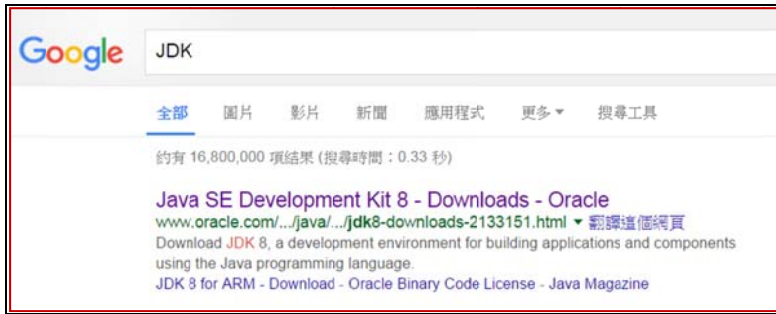 Google JDK
全部 圖片 影片 新聞 應用程式 更多 搜尋工具
約有 16,800,000 項結果 (搜尋時間：0.33 秒)
Java SE Development Kit 8 - Downloads - Oracle
www.oracle.com/.../java/.../jdk8-downloads-2133151.html 翻譯這個網頁
Download JDK 8, a development environment for building applications and components
using the Java programming language.
JDK 8 for ARM - Download - Oracle Binary Code License - Java Magazine